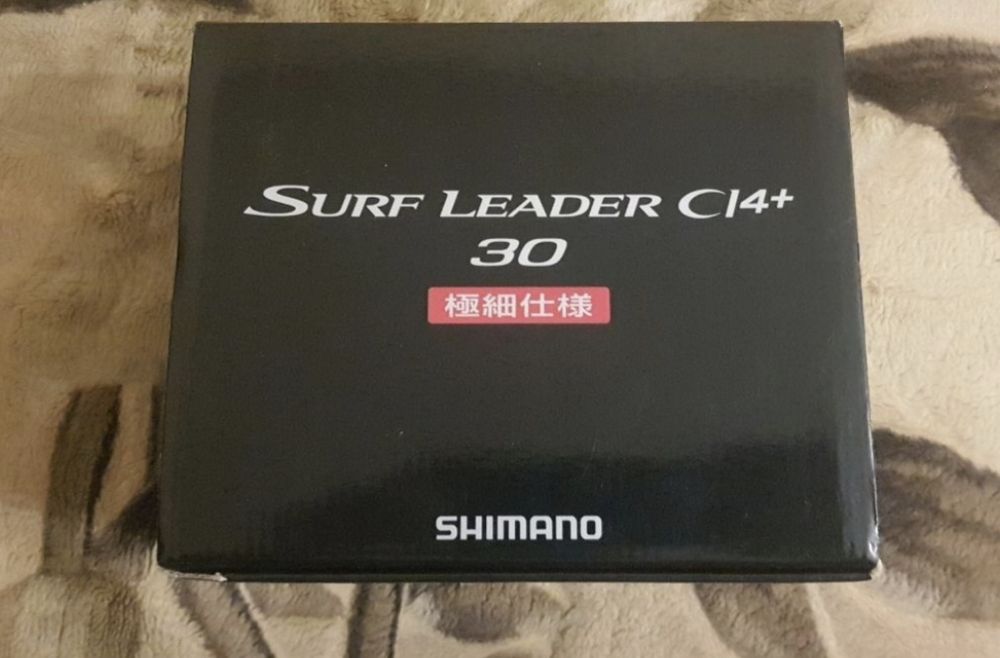 SURF LEADER CI4+
30
極細仕様
SHIMANO